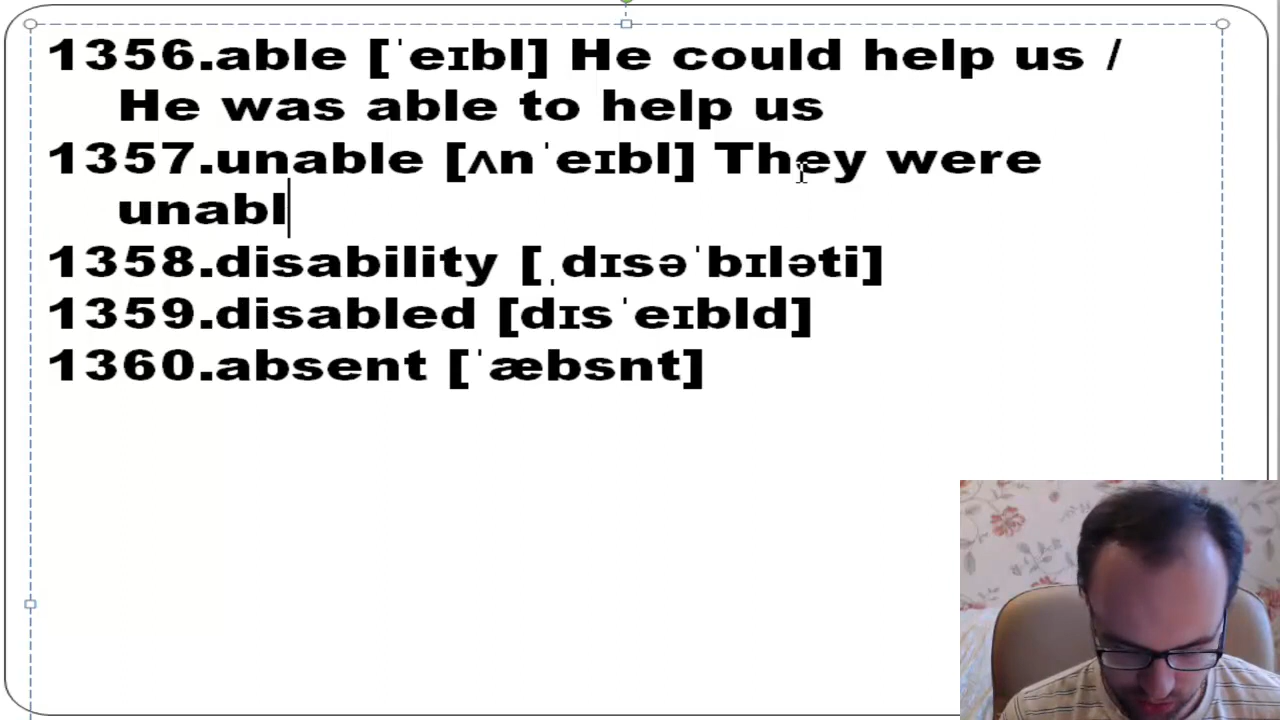 1356.able [ˈeɪbl] He could help us /
He was able to help us
1357.unable [ʌnˈeɪbl] They were
unabl
1358.disability [ˌdɪsəˈbɪləti]
1359.disabled [dɪsˈeɪbld]
1360.absent [ˈæbsnt]